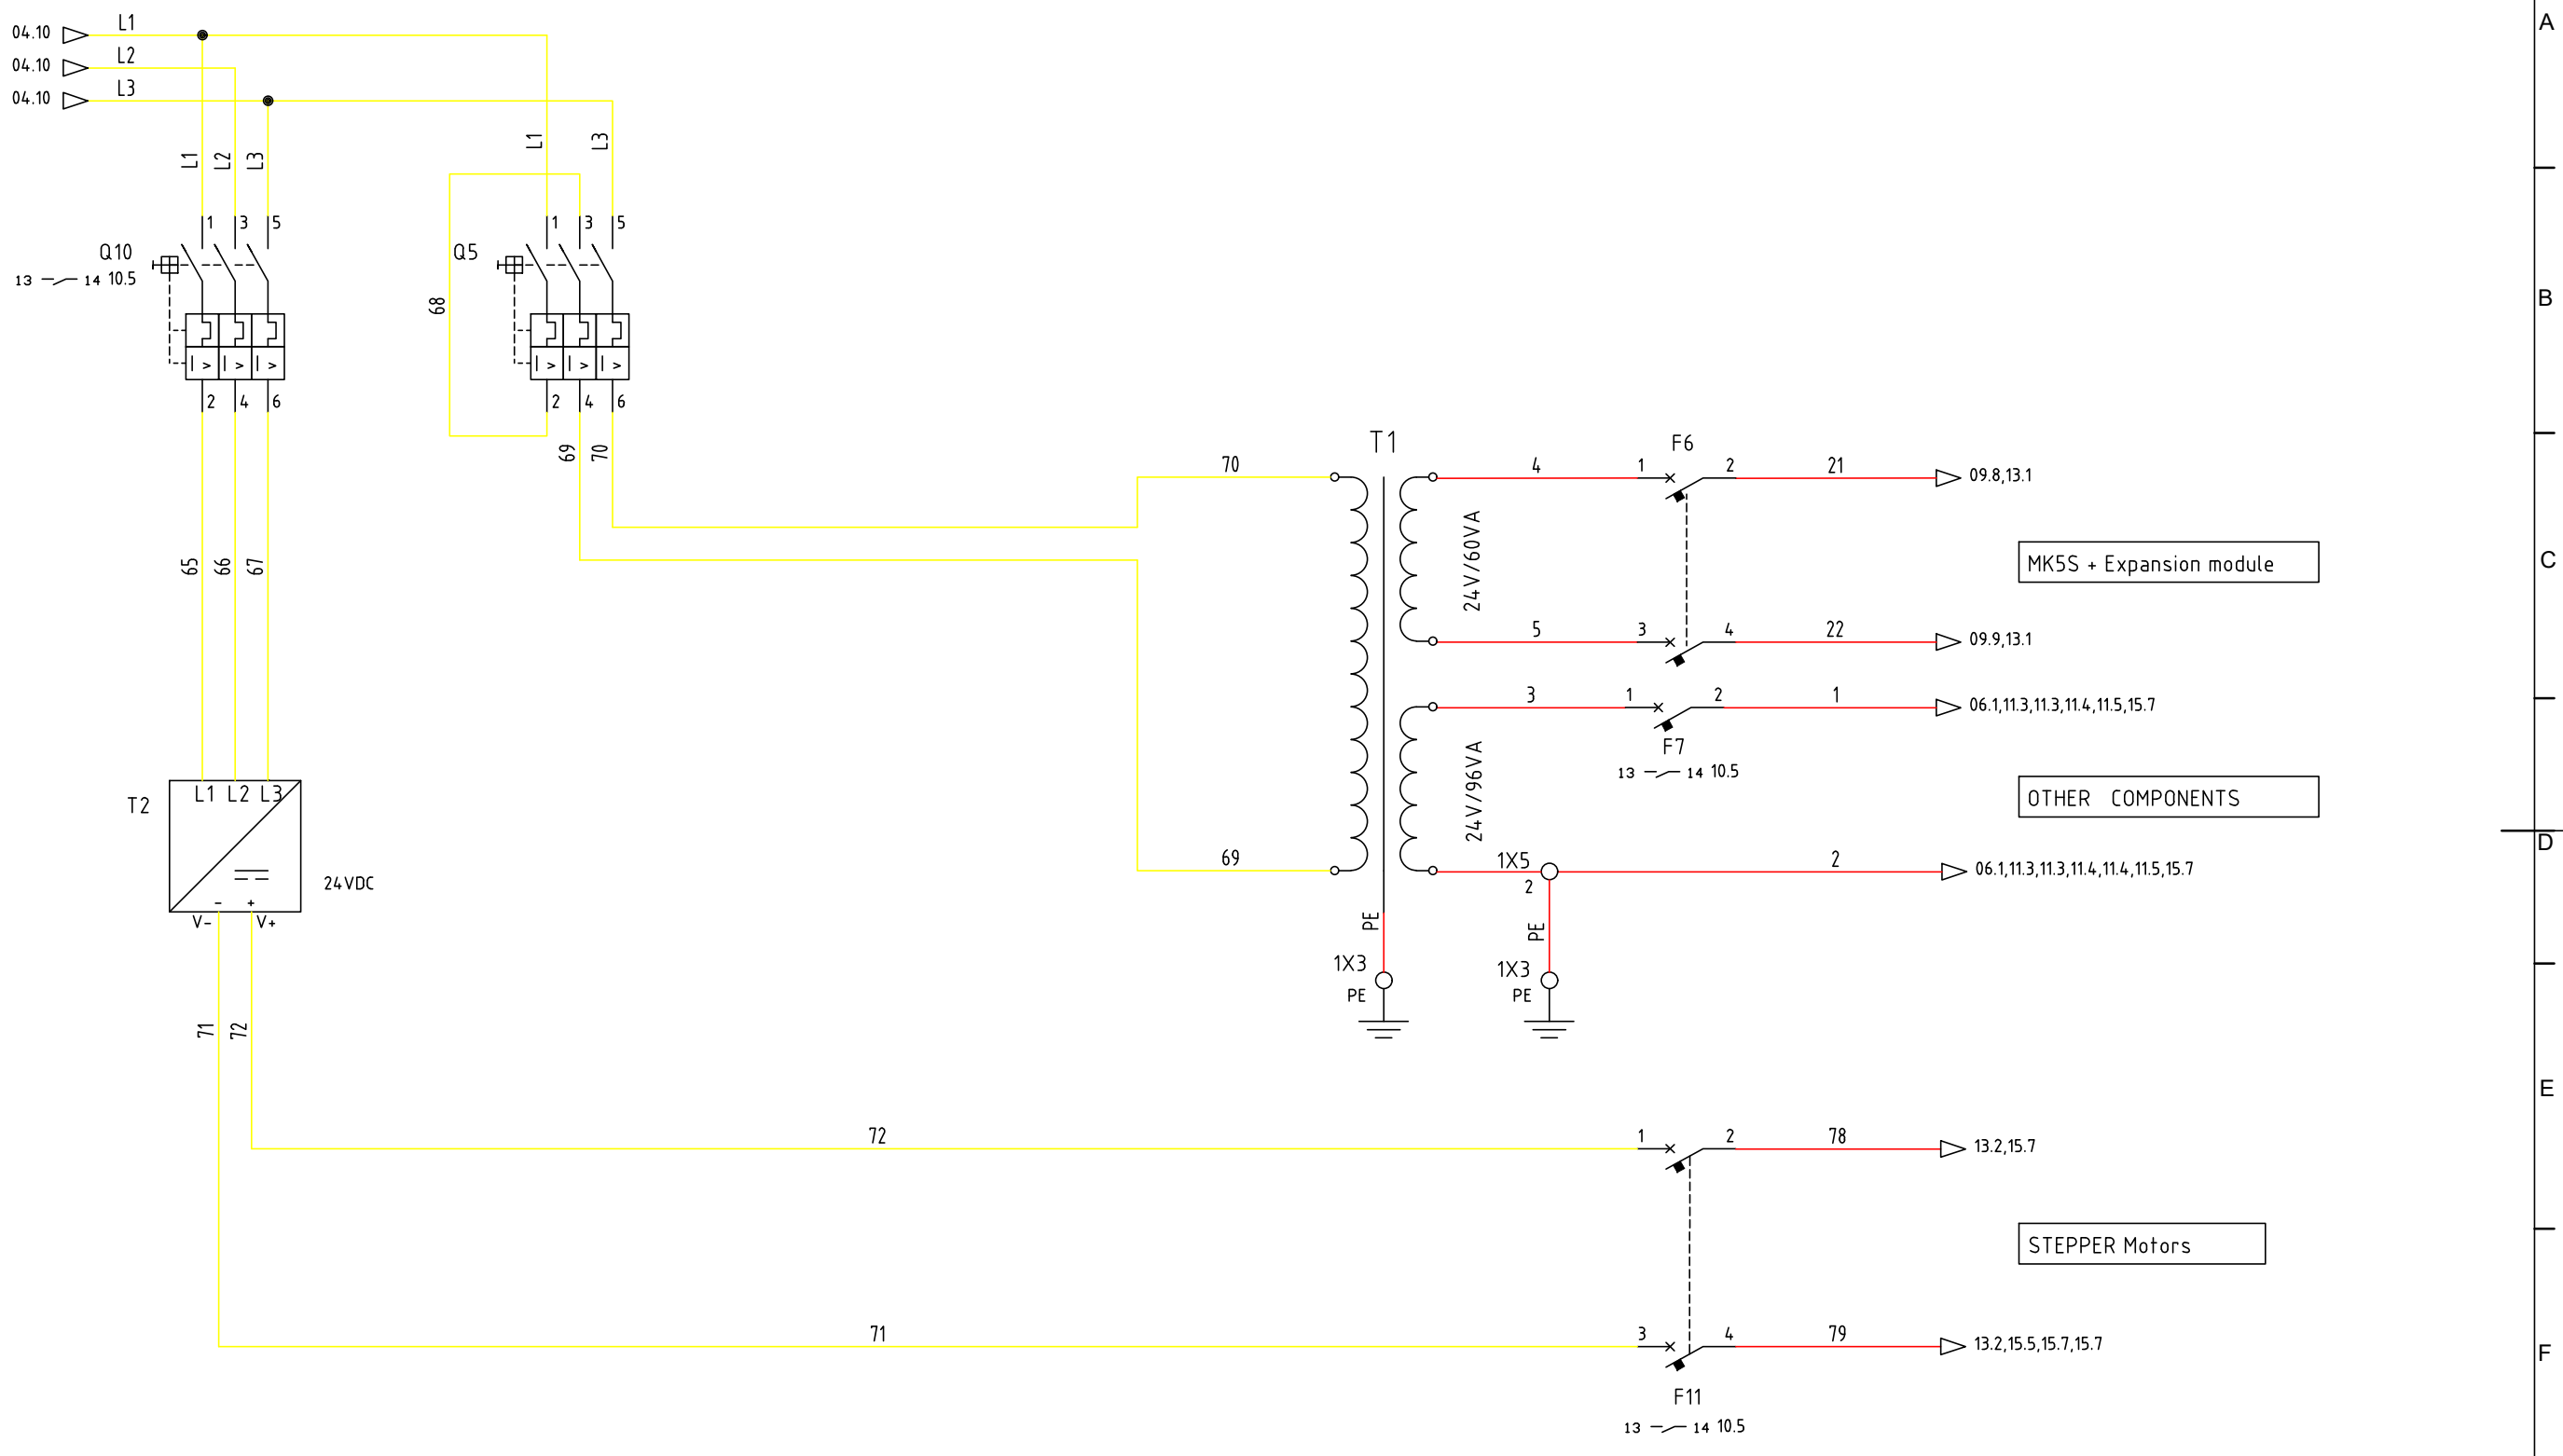 A
04.10 L1
04.10 L2
04.10 L3
L1 L2 L3
L1 L3
1 3 5
1 3 5
Q10
13 14 10.5
Q5
B
68
I > I > I >
I > I > I >
2 4 6
2 4 6
69 70
T1
F6
70
4 1 2 21 09.8,13.1
24V/60VA
MK5S + Expansion module
C
65 66 67
5 3 4 22 09.9,13.1
3 1 2 1 06.1,11.3,11.3,11.4,11.5,15.7
F7
13 14 10.5
24V/96VA
T2
L1 L2 L3
OTHER COMPONENTS
D
69
1X5
2
2 06.1,11.3,11.3,11.4,11.4,11.5,15.7
24VDC
- +
V- V+
PE
PE
1X3
PE
1X3
PE
71 72
E
72 1 2 78 13.2,15.7
STEPPER Motors
71 3 4 79 13.2,15.5,15.7,15.7
F
F11
13 14 10.5